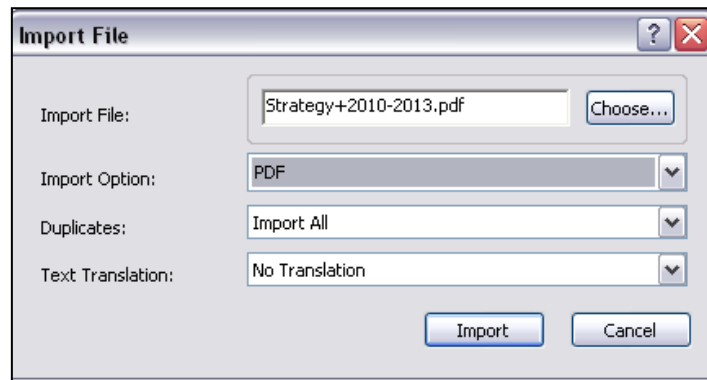 Import File
?
Import File: Strategy+2010-2013.pdf Choose...
Import Option: PDF
Duplicates: Import All
Text Translation: No Translation
Import Cancel